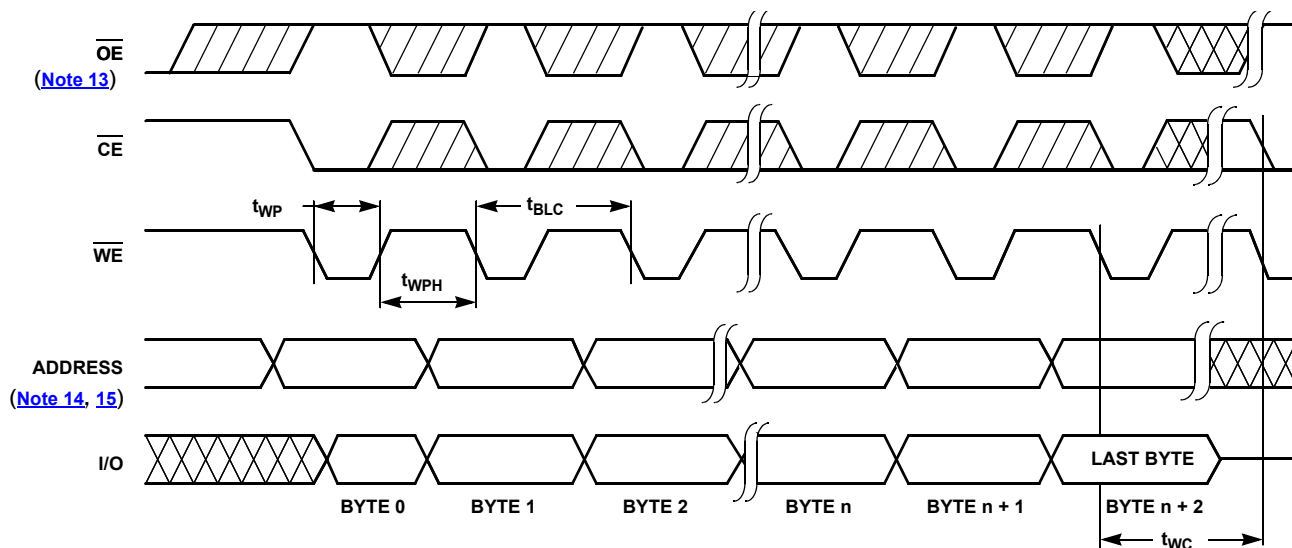 OE
(Note 13)
CE
tWP
tBLC
WE
tWPH
ADDRESS
(Note 14, 15)
I/O
LAST BYTE
BYTE 0
BYTE 1
BYTE 2
BYTE n
BYTE n + 1
BYTE n + 2
tWC